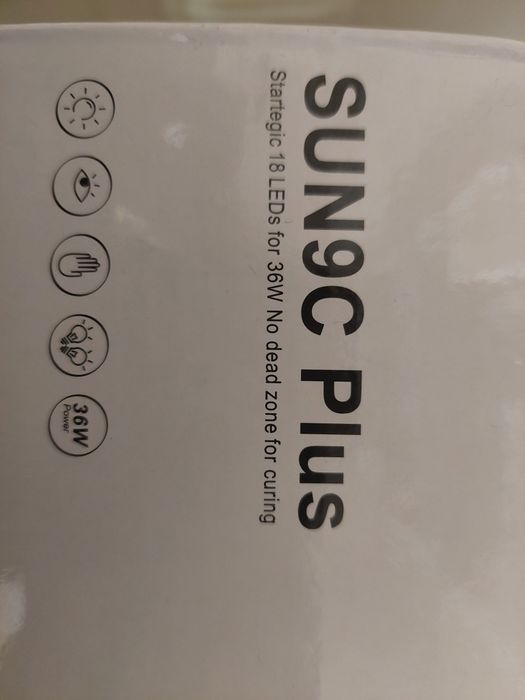 SUN9C Plus
Startegic 18 LEDs for 36W No dead zone for curing
36W
Power